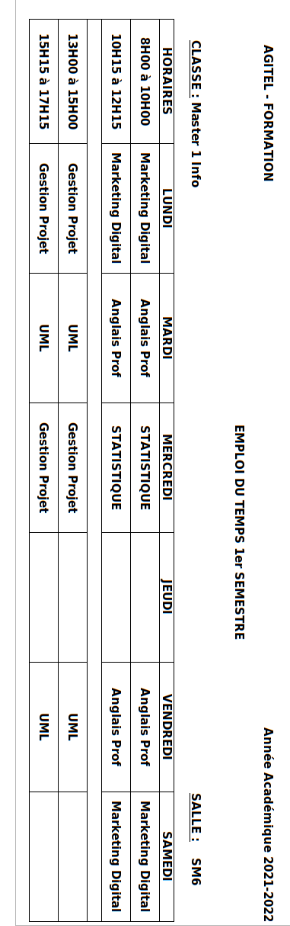 AGITEL - FORMATION Année Académique 2021-2022
EMPLOI DU TEMPS 1er SEMESTRE
CLASSE : Master 1 Info SALLE : SM6
HORAIRES LUNDI MARDI MERCREDI JEUDI VENDREDI SAMEDI
8H00 à 10H00 Marketing Digital Anglais Prof STATISTIQUE Anglais Prof Marketing Digital
10H15 à 12H15 Marketing Digital Anglais Prof STATISTIQUE Anglais Prof Marketing Digital
13H00 à 15H00 Gestion Projet UML Gestion Projet UML
15H15 à 17H15 Gestion Projet UML Gestion Projet UML